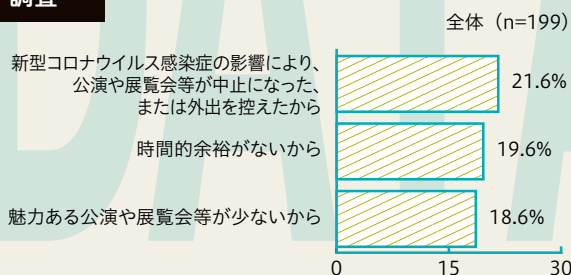 調査
全体（n=199）
新型コロナウイルス感染症の影響により、
公演や展覧会等が中止になった、
または外出を控えたから
21.6%
時間的余裕がないから
19.6%
魅力ある公演や展覧会等が少ないから
18.6%
0 15 30